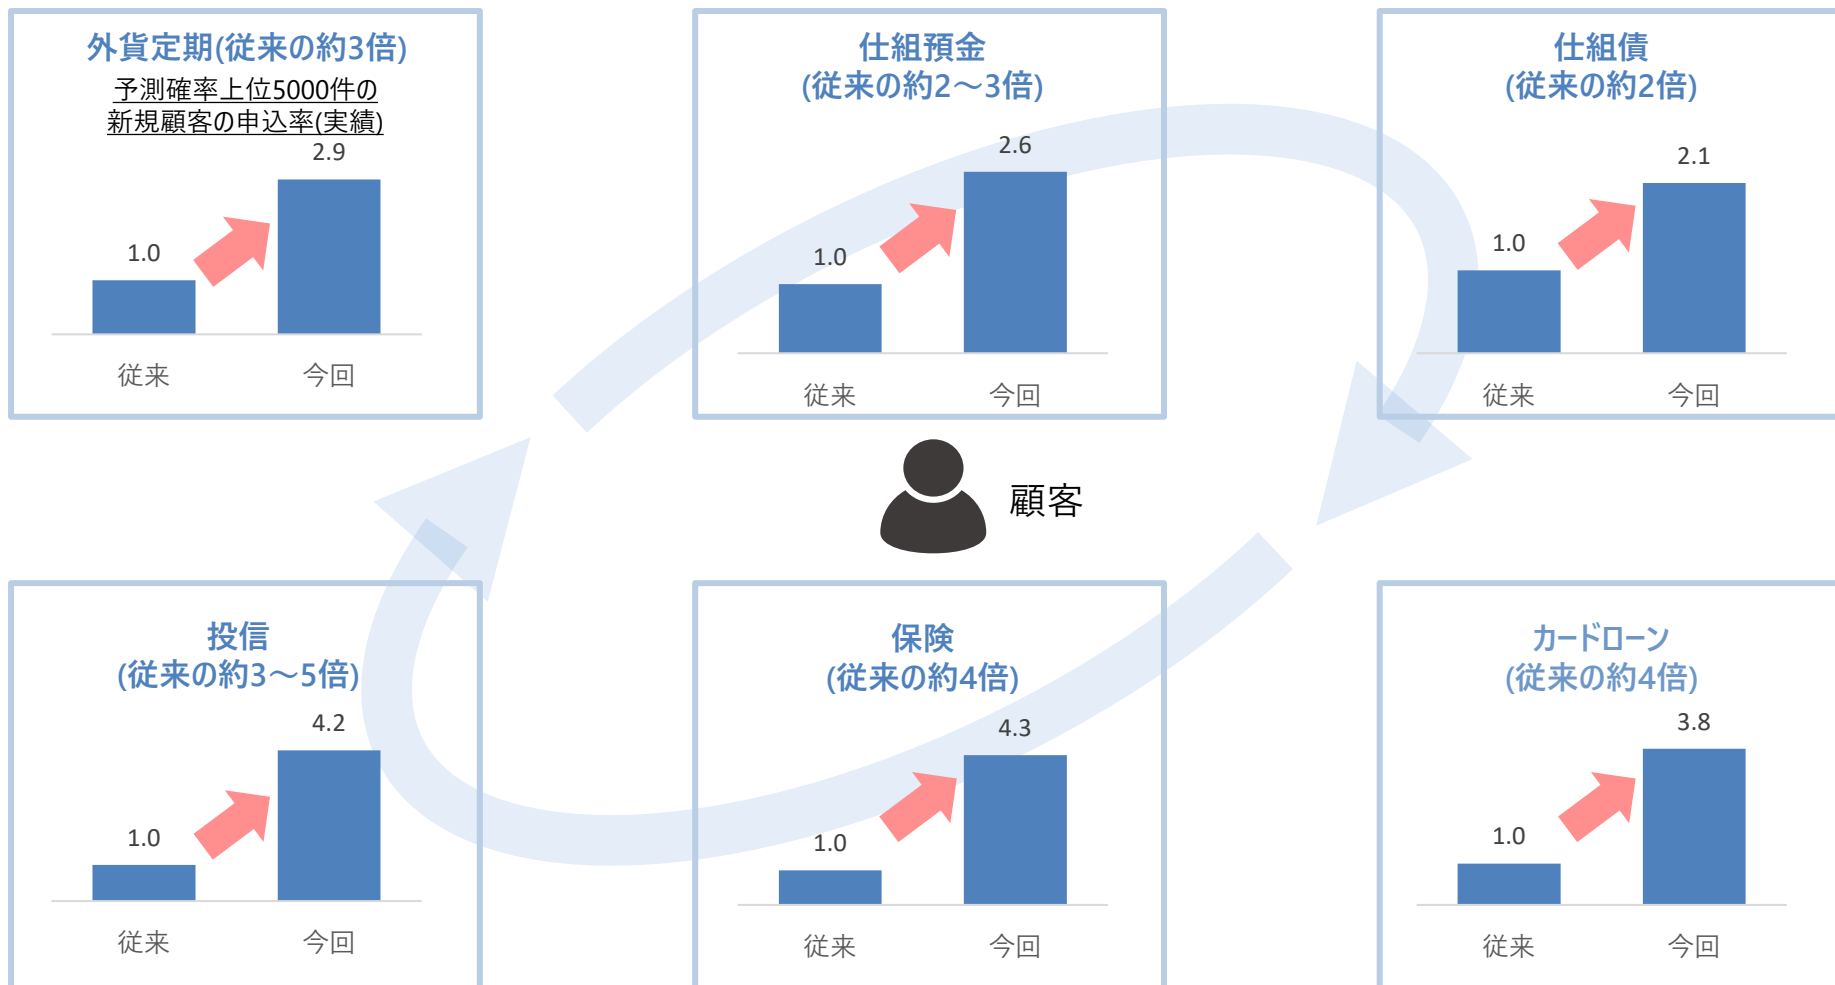 外貨定期(従来の約3倍)
予測確率上位5000件の
新規顧客の申込率(実績)
2.9
1.0
従来
今回
仕組預金
(従来の約2～3倍)
2.6
1.0
従来
今回
仕組債
(従来の約2倍)
2.1
1.0
従来
今回
顧客
投信
(従来の約3～5倍)
4.2
1.0
従来
今回
保険
(従来の約4倍)
4.3
1.0
従来
今回
カードローン
(従来の約4倍)
3.8
1.0
従来
今回